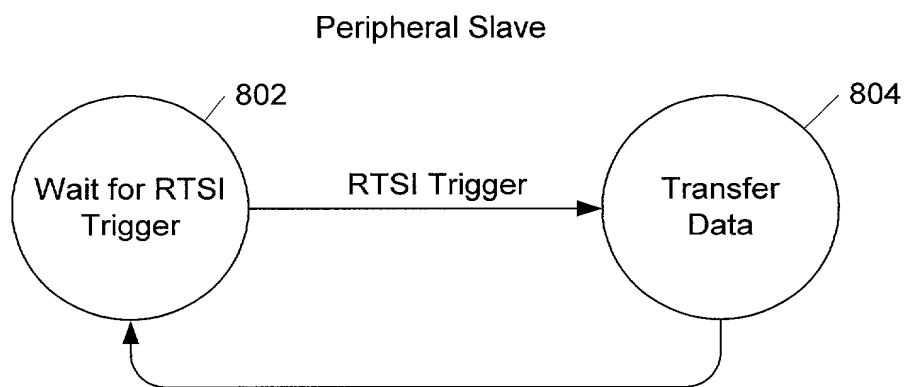 Peripheral Slave
802
804
Wait for RTSI
Trigger
RTSI Trigger
Transfer
Data